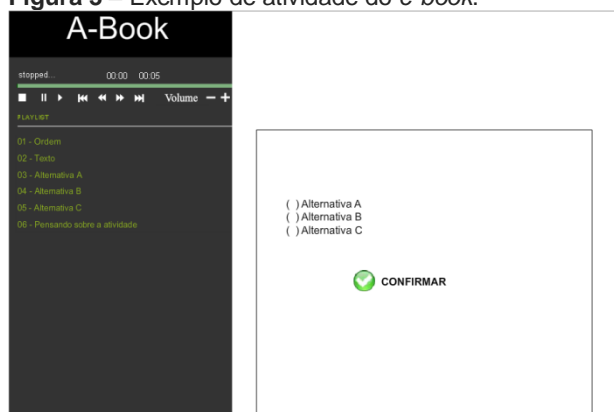 Figura 5 – Exemplo de atividade do e-book.
A-Book
stopped... 00:00 00:05
Volume
PLAYLIST
01 - Ordem
02 - Texto
03 - Alternativa A
04 - Alternativa B
05 - Alternativa C
06 - Pensando sobre a atividade
( ) Alternativa A
( ) Alternativa B
( ) Alternativa C
CONFIRMAR